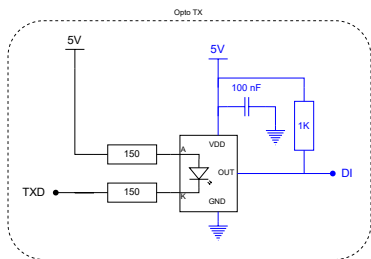 Opto TX
5V
5V
100 nF
1K
150
A
VDD
OUT
DI
TXD
150
K
GND